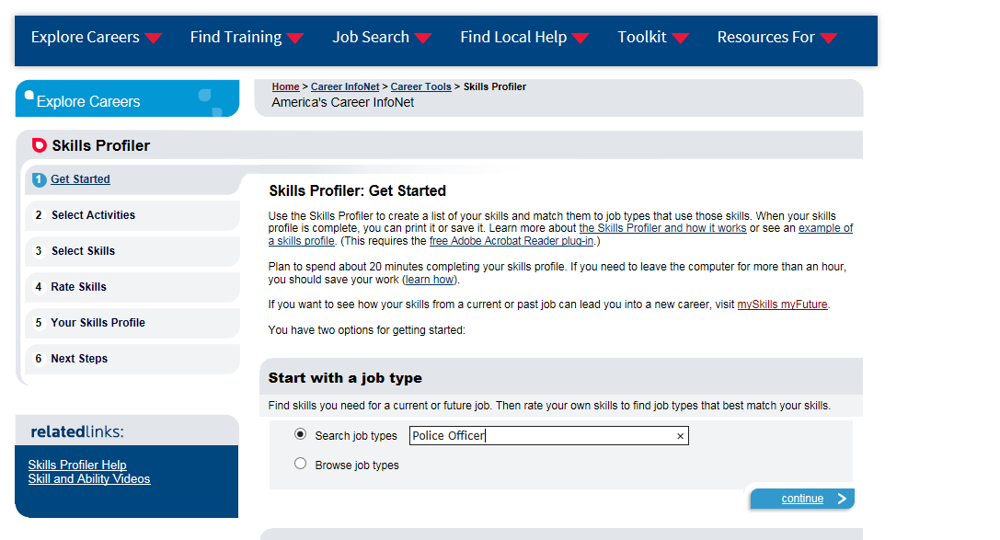 Explore Careers Find Training Job Search Find Local Help Toolkit Resources For
Explore Careers
Home > Career InfoNet > Career Tools > Skills Profiler
America's Career InfoNet
Skills Profiler
1 Get Started
2 Select Activities
3 Select Skills
4 Rate Skills
5 Your Skills Profile
6 Next Steps
relatedlinks:
Skills Profiler Help
Skill and Ability Videos
Skills Profiler: Get Started
Use the Skills Profiler to create a list of your skills and match them to job types that use those skills. When your skills
profile is complete, you can print it or save it. Learn more about the Skills Profiler and how it works or see an example of
a skills profile. (This requires the free Adobe Acrobat Reader plug-in.)
Plan to spend about 20 minutes completing your skills profile. If you need to leave the computer for more than an hour,
you should save your work (learn how).
If you want to see how your skills from a current or past job can lead you into a new career, visit mySkills myFuture.
You have two options for getting started:
Start with a job type
Find skills you need for a current or future job. Then rate your own skills to find job types that best match your skills.
Search job types Police Officer ×
Browse job types
continue >